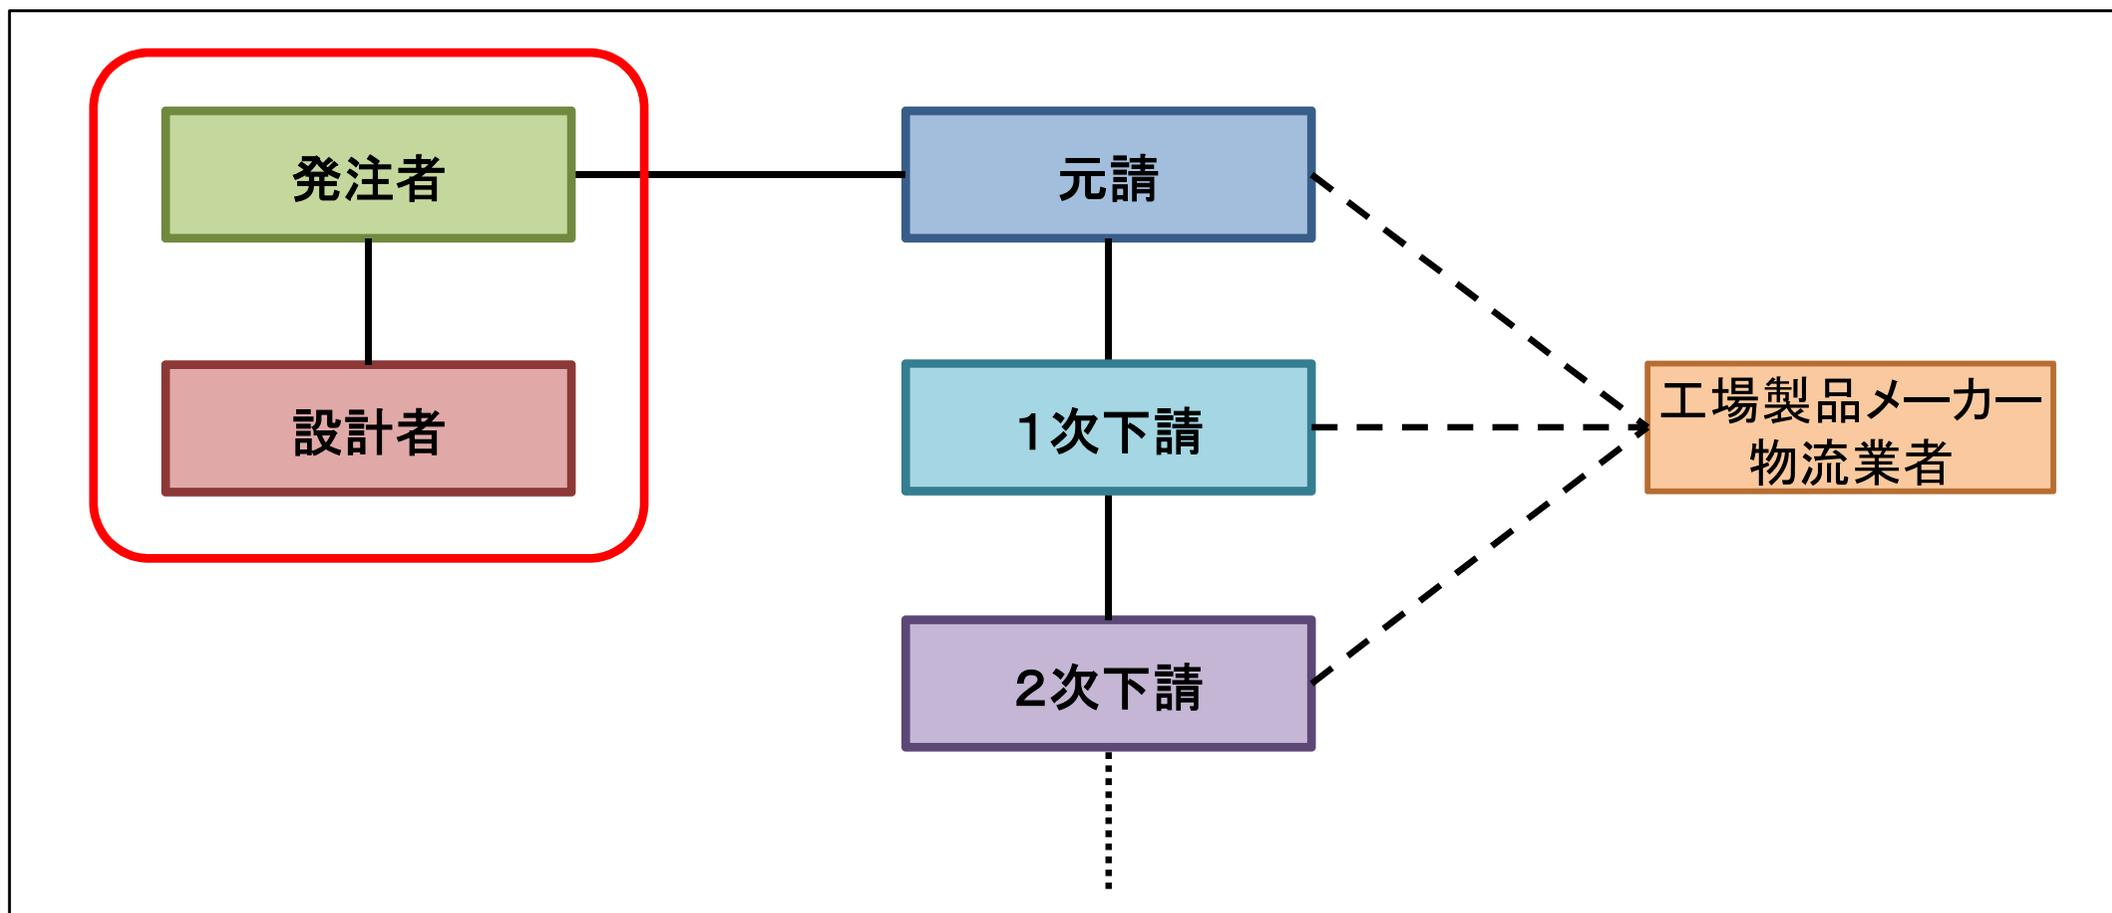 発注者
元請
設計者
１次下請
工場製品メーカー
物流業者
２次下請